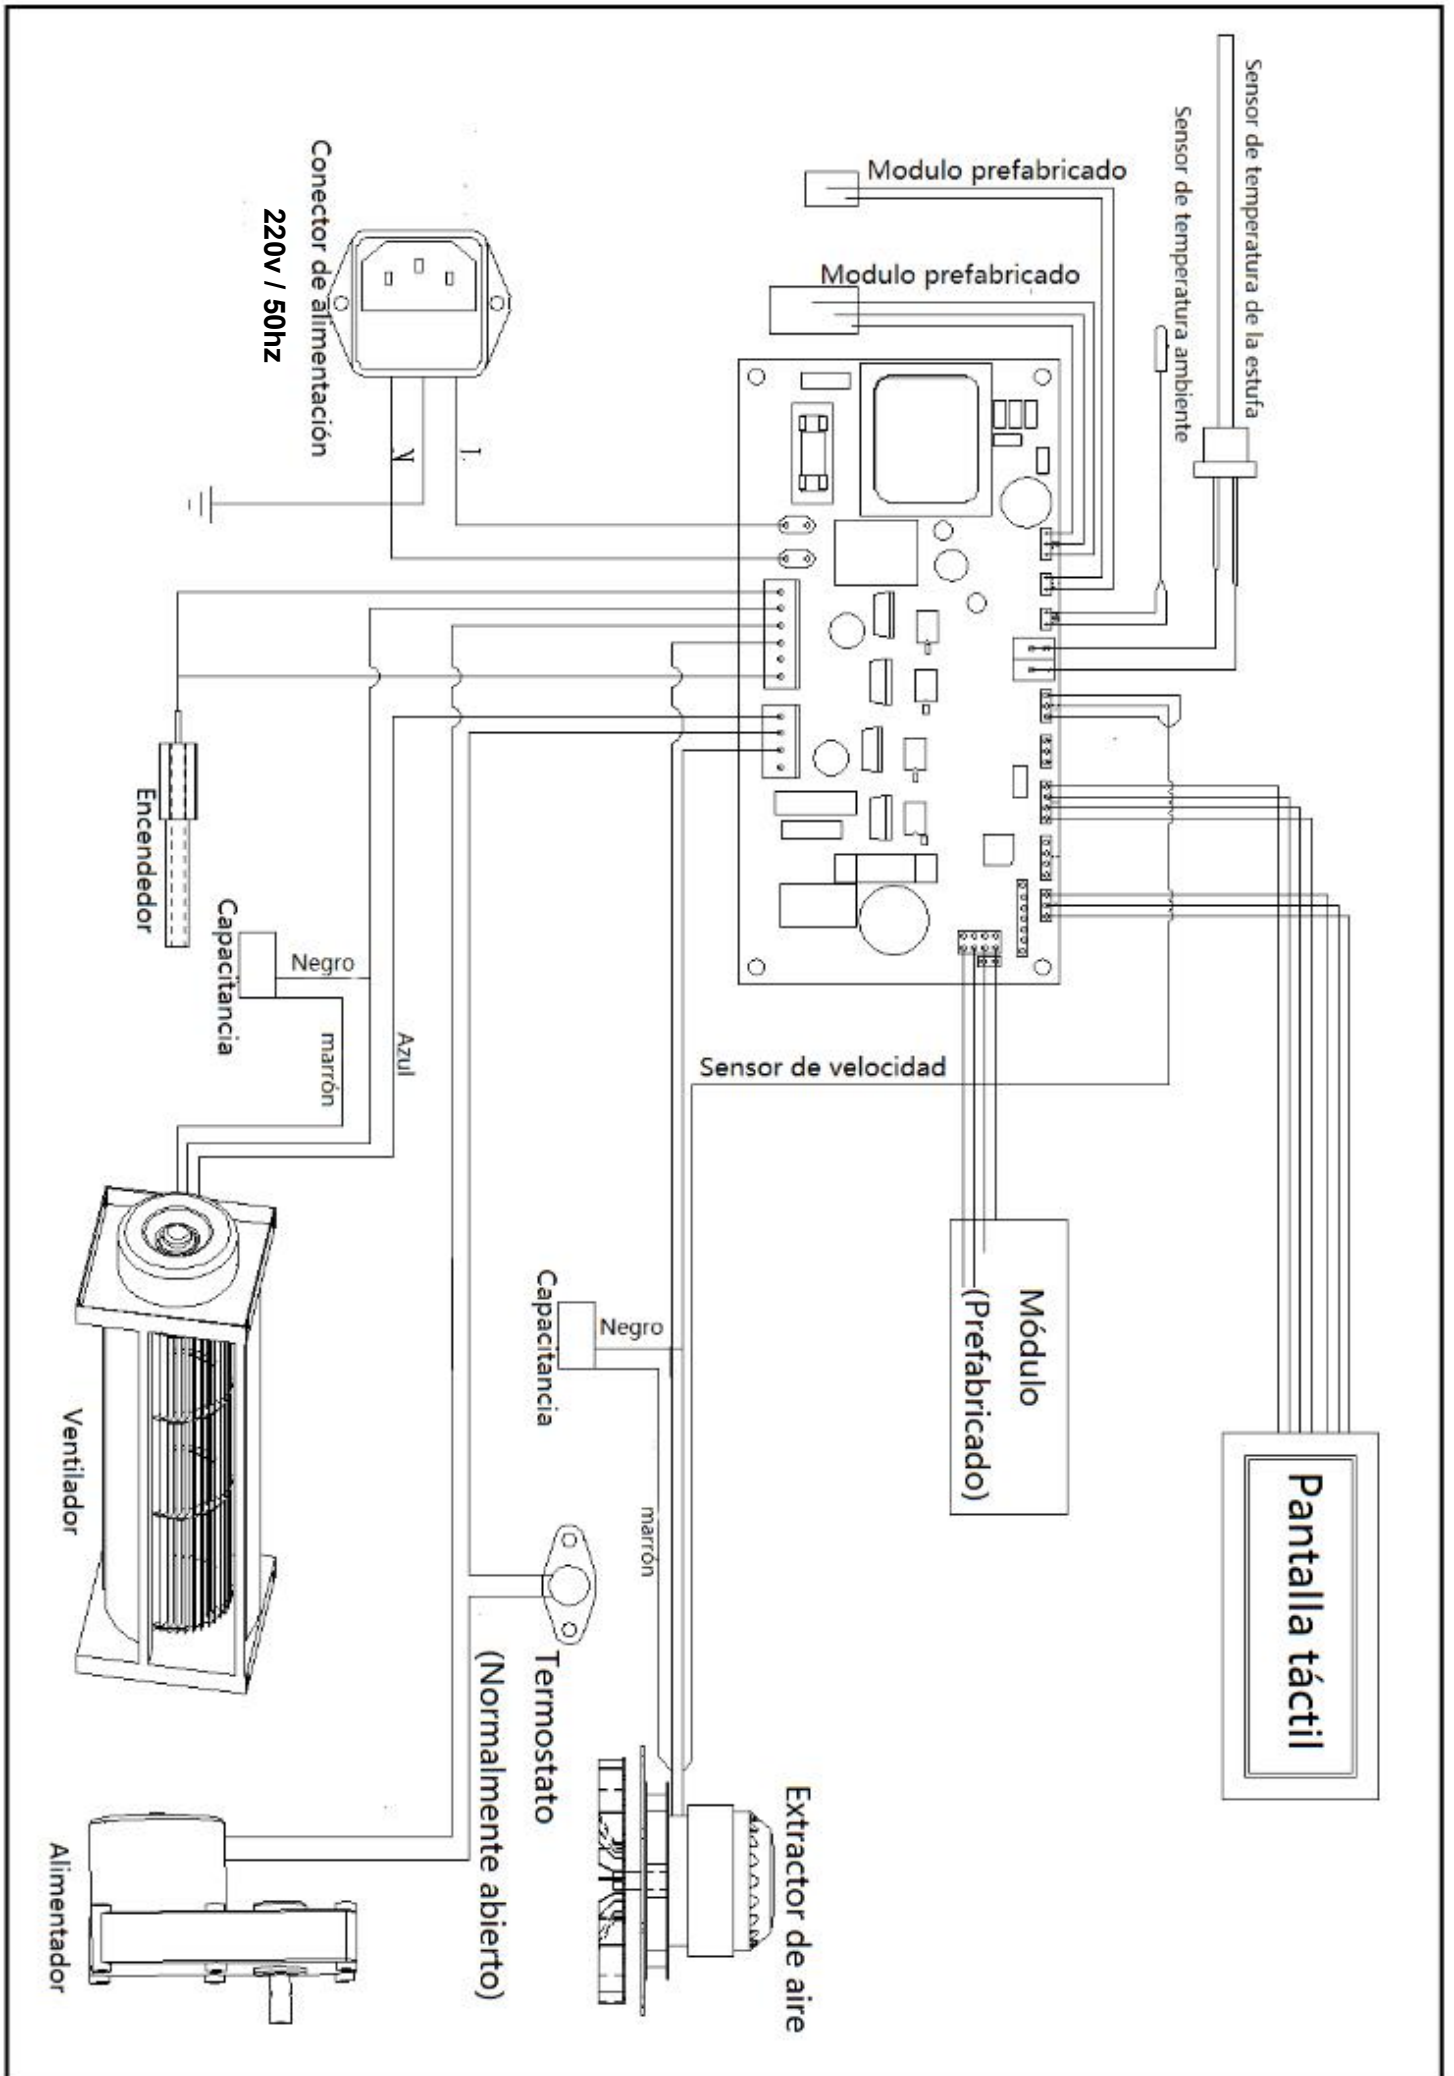 Sensor de temperatura de la estufa
Sensor de temperatura ambiente
Modulo prefabricado
Modulo prefabricado
Conector de alimentación
220v / 50hz
L
N
Encendedor
Capacitancia
Negro
marrón
Azul
Sensor de velocidad
Módulo
(Prefabricado)
Capacitancia
Negro
marrón
Pantalla táctil
Ventilador
Termostato
(Normalmente abierto)
Extractor de aire
Alimentador